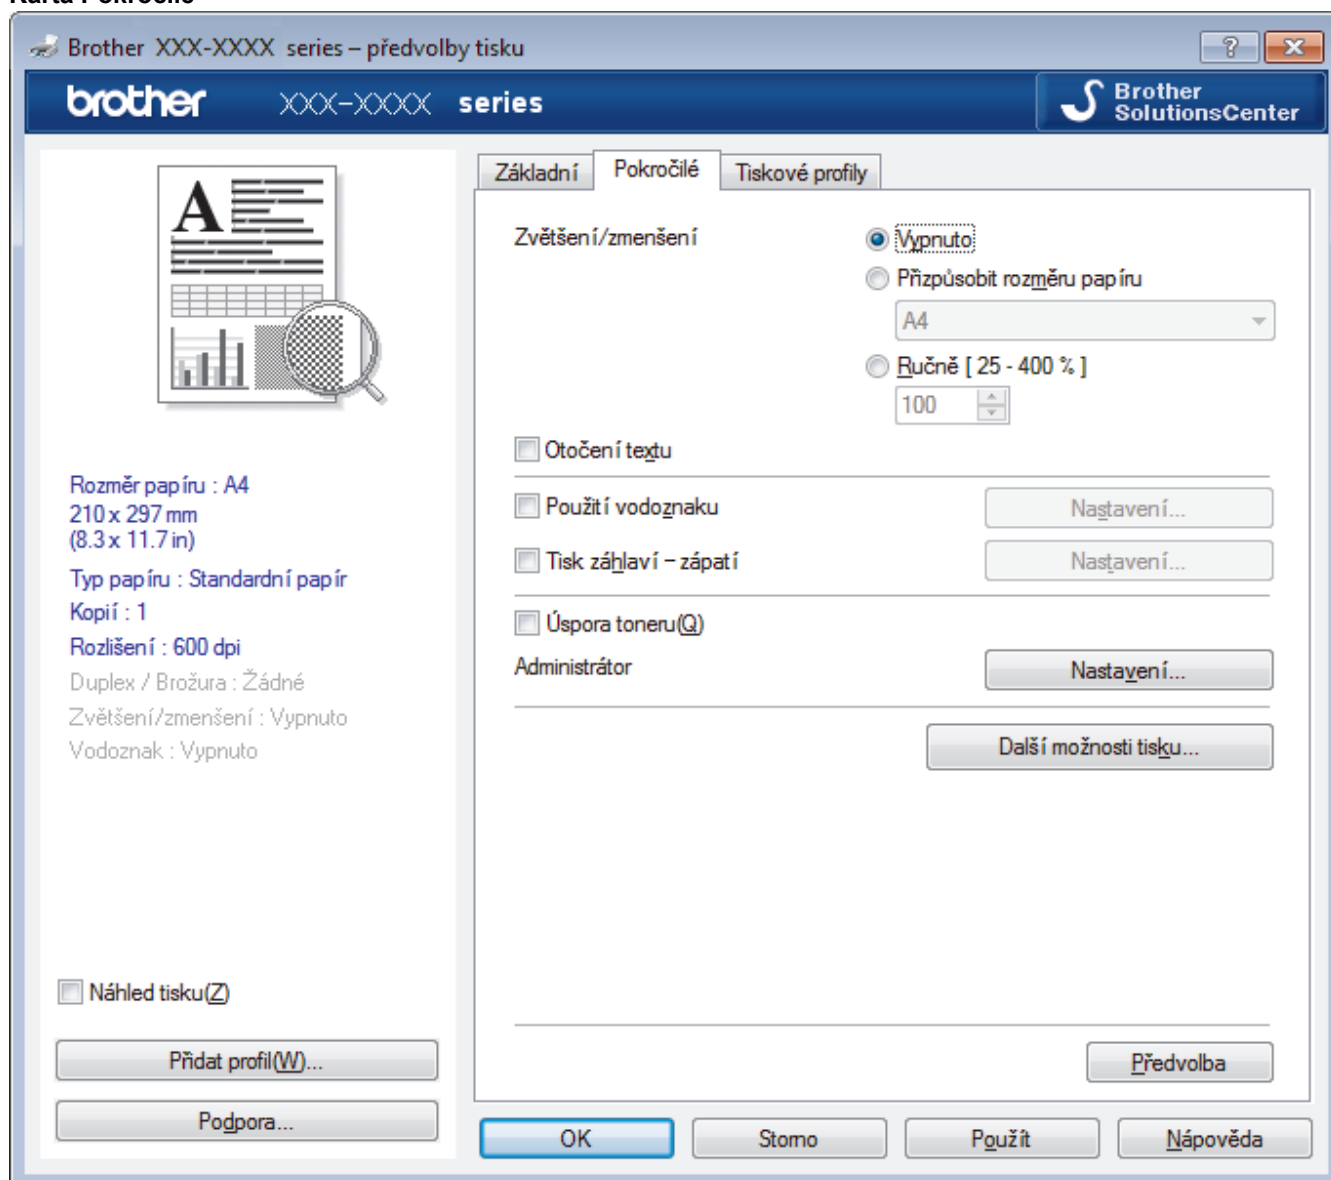 Karta Pokročilé
Brother XXX-XXXX series – předvolby tisku
brother XXX-XXXX series
Brother
SolutionsCenter
Základní Pokročilé Tiskové profily
A
Zvětšení/zmenšení
Vypnuto
Přizpůsobit rozměru papíru
A4
Ručně [ 25 - 400 % ]
100
Otočení textu
Použití vodoznaku Nastavení...
Tisk záhlaví – zápatí Nastavení...
Úspora toneru(Q)
Administrátor Nastavení...
Další možnosti tisku...
Rozměr papíru : A4
210 x 297 mm
(8.3 x 11.7 in)
Typ papíru : Standardní papír
Kopií : 1
Rozlišení : 600 dpi
Duplex / Brožura : Žádné
Zvětšení/zmenšení : Vypnuto
Vodoznak : Vypnuto
Náhled tisku(Z)
Přidat profil(W)...
Podpora...
Předvolba
OK Storno Použít Nápověda